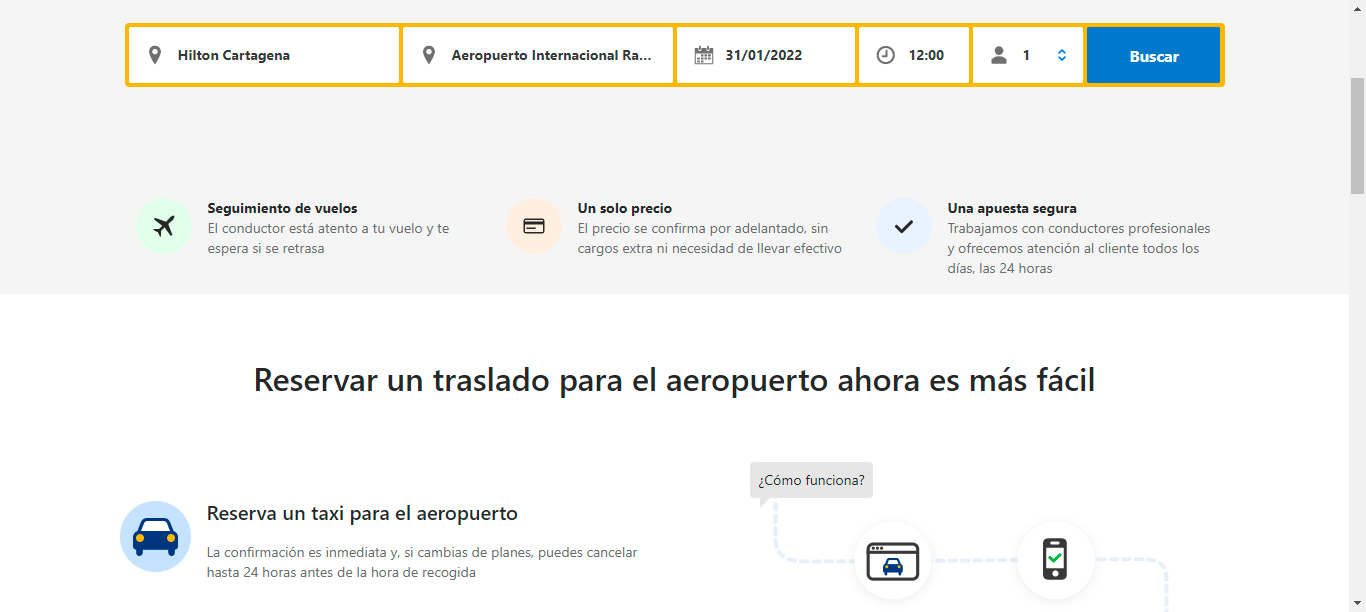 Hilton Cartagena
Aeropuerto Internacional Ra...
31/01/2022
12:00
1
Buscar
Seguimiento de vuelos
El conductor está atento a tu vuelo y te
espera si se retrasa
Un solo precio
El precio se confirma por adelantado, sin
cargos extra ni necesidad de llevar efectivo
Una apuesta segura
Trabajamos con conductores profesionales
y ofrecemos atención al cliente todos los
días, las 24 horas
Reservar un traslado para el aeropuerto ahora es más fácil
¿Cómo funciona?
Reserva un taxi para el aeropuerto
La confirmación es inmediata y, si cambias de planes, puedes cancelar
hasta 24 horas antes de la hora de recogida